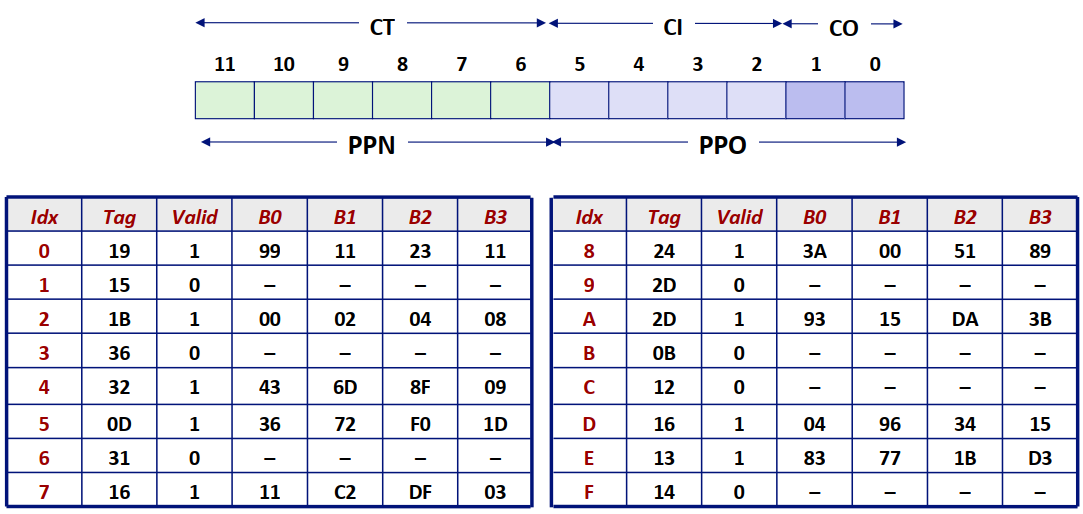 CT CI CO
11 10 9 8 7 6 5 4 3 2 1 0
PPN PPO
Idx Tag Valid B0 B1 B2 B3 Idx Tag Valid B0 B1 B2 B3
0 19 1 99 11 23 11 8 24 1 3A 00 51 89
1 15 0 – – – – 9 2D 0 – – – –
2 1B 1 00 02 04 08 A 2D 1 93 15 DA 3B
3 36 0 – – – – B 0B 0 – – – –
4 32 1 43 6D 8F 09 C 12 0 – – – –
5 0D 1 36 72 F0 1D D 16 1 04 96 34 15
6 31 0 – – – – E 13 1 83 77 1B D3
7 16 1 11 C2 DF 03 F 14 0 – – – –